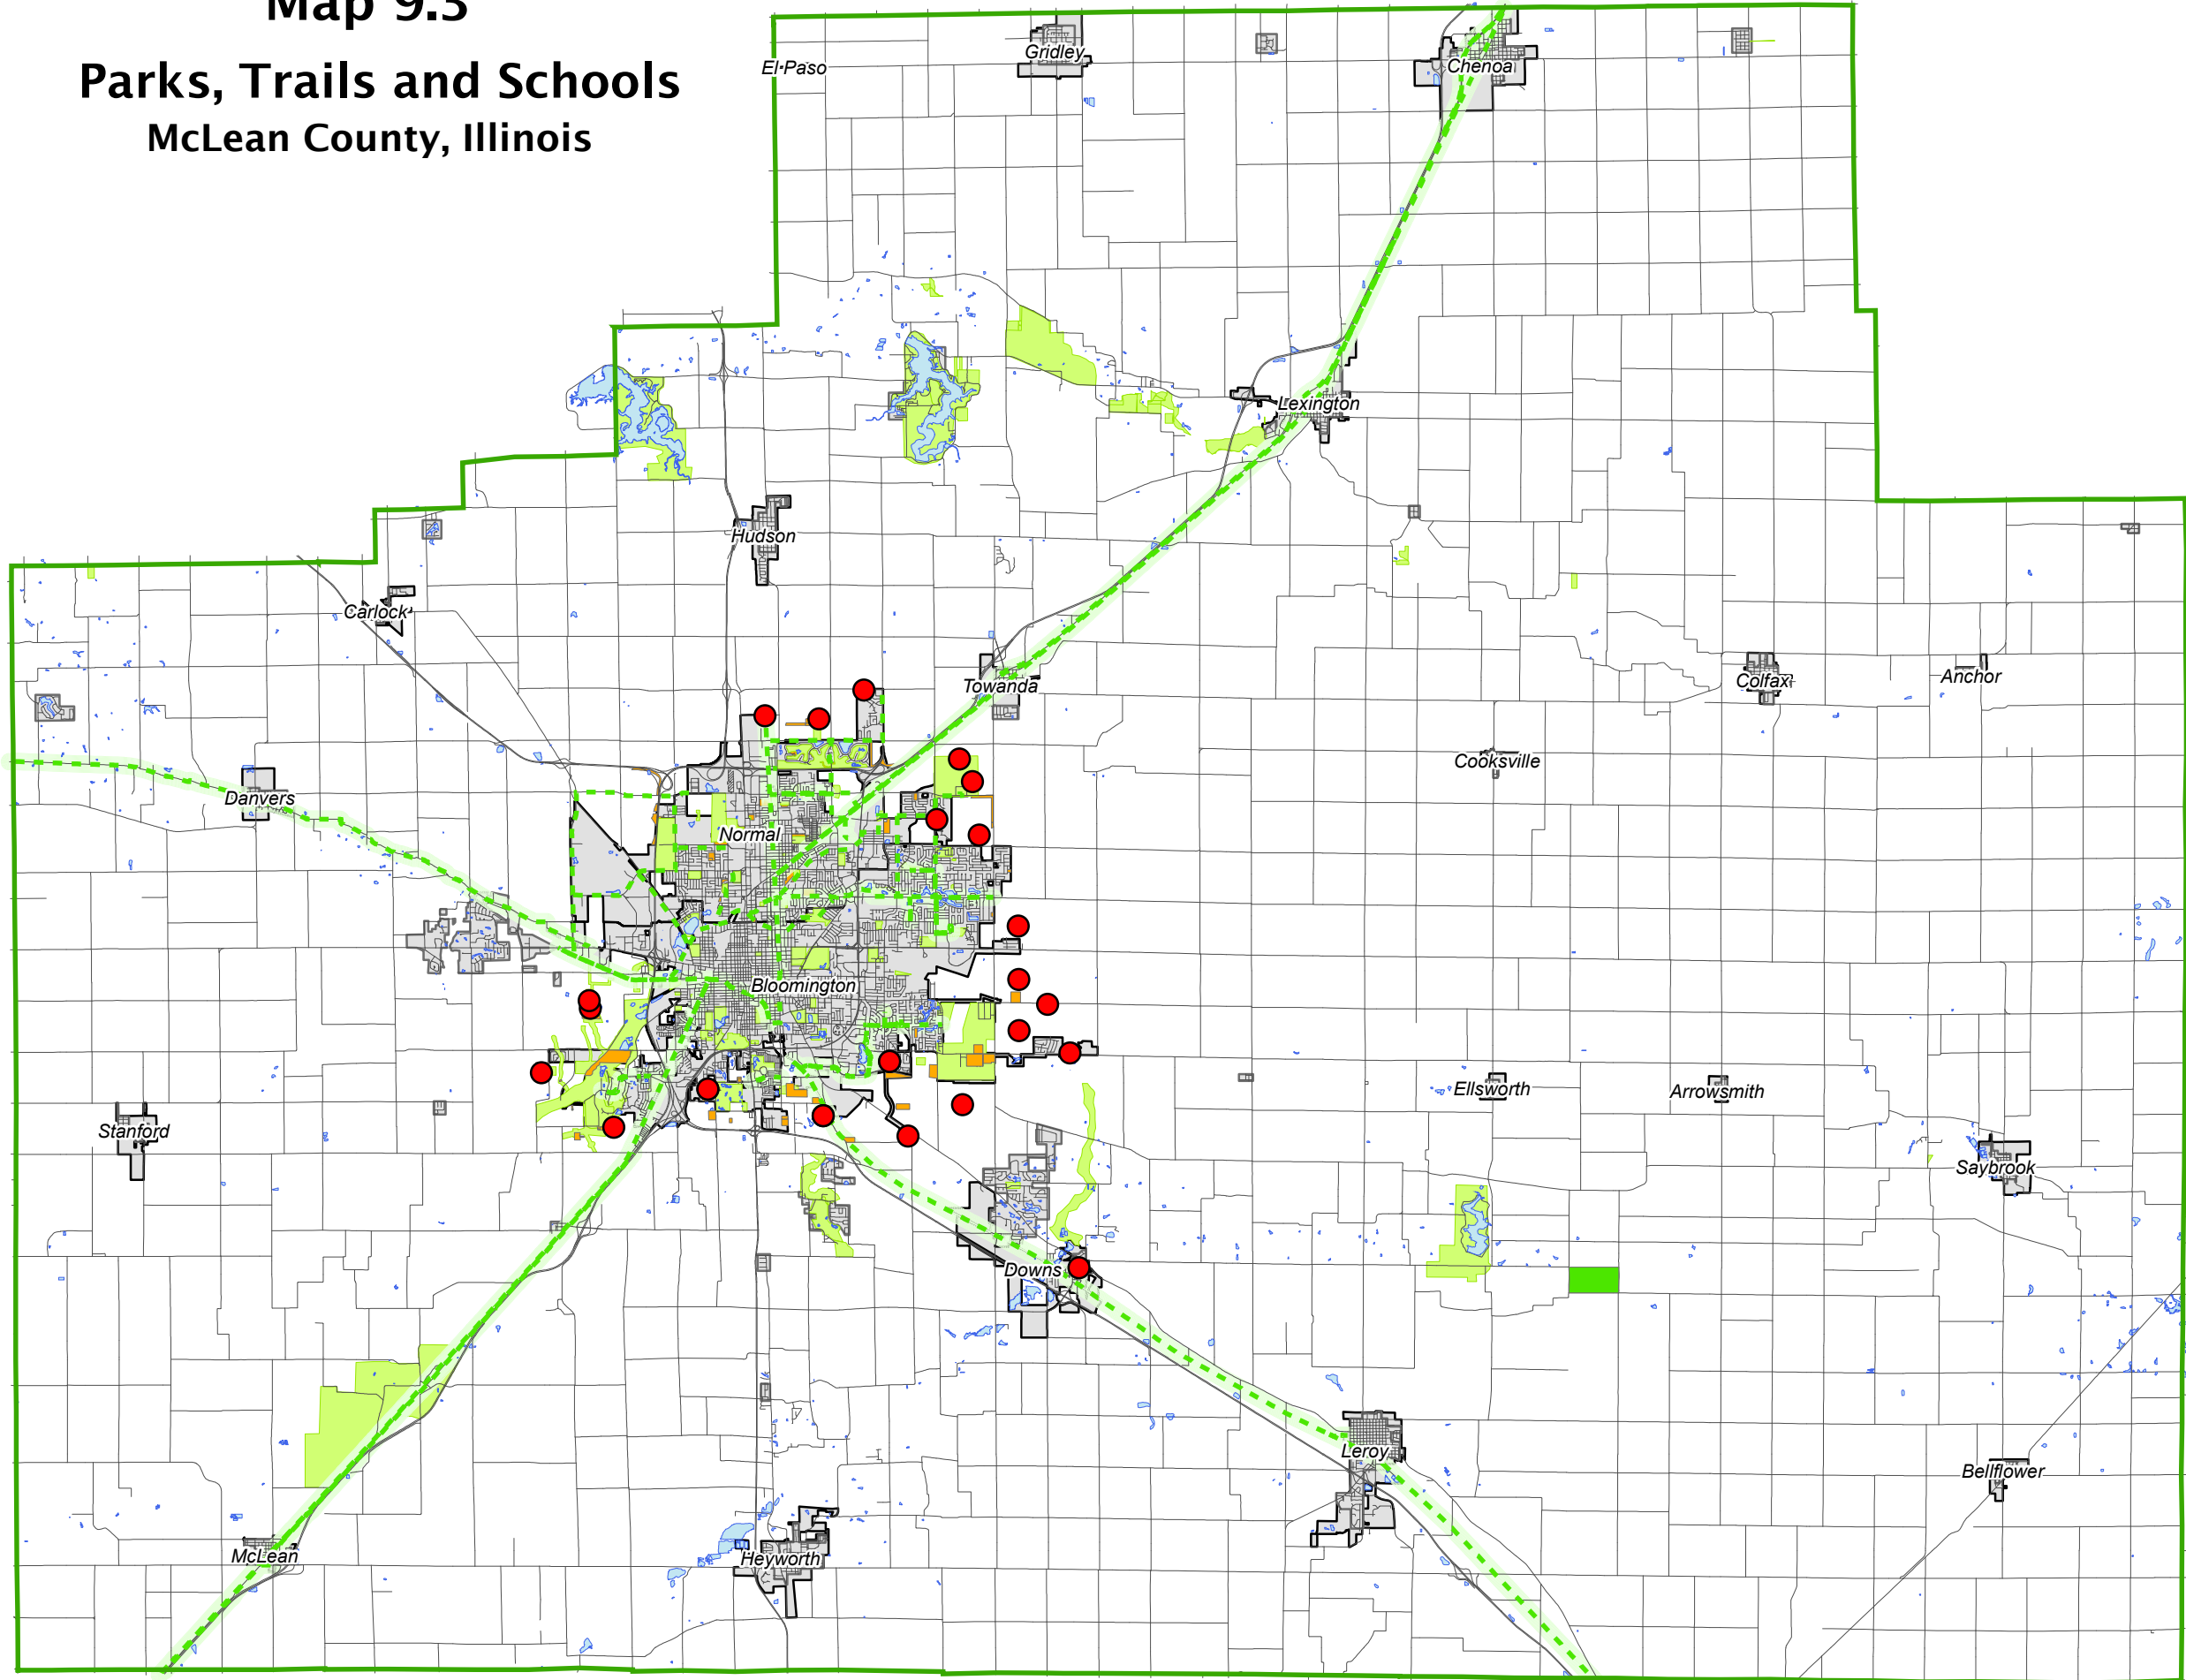 Map 9.3
Parks, Trails and Schools
McLean County, Illinois
El Paso
Gridley
Chenoa
Lexington
Hudson
Carlock
Towanda
Colfax
Anchor
Cooksville
Danvers
Normal
Bloomington
Ellsworth
Arrowsmith
Stanford
Saybrook
Downs
Leroy
Bellflower
McLean
Heyworth